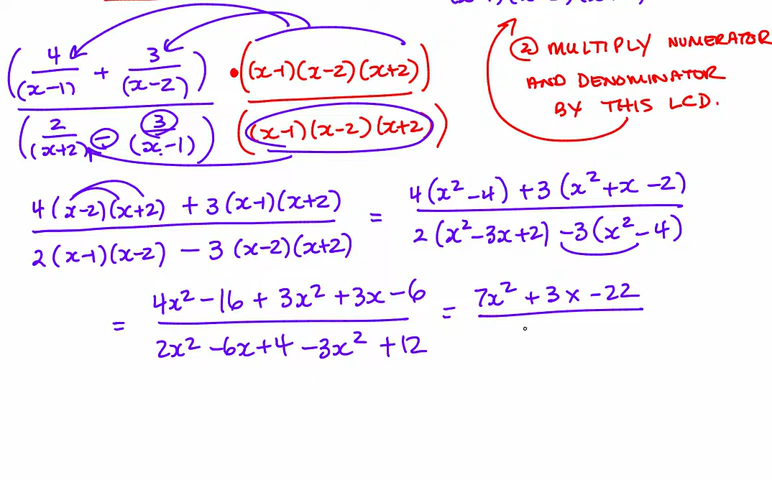 ② MULTIPLY NUMERATOR
AND DENOMINATOR
BY THIS LCD.
(4/(x-1) + 3/(x-2)) · ((x-1)(x-2)(x+2))
(2/(x+2) - 3/(x-1)) ((x-1)(x-2)(x+2))
4(x-2)(x+2) + 3(x-1)(x+2) = 4(x²-4) + 3(x²+x-2)
2(x-1)(x-2) - 3(x-2)(x+2) 2(x²-3x+2) -3(x²-4)
= 4x² -16 + 3x² +3x -6 = 7x² + 3x -22
2x² -6x+4 -3x² +12